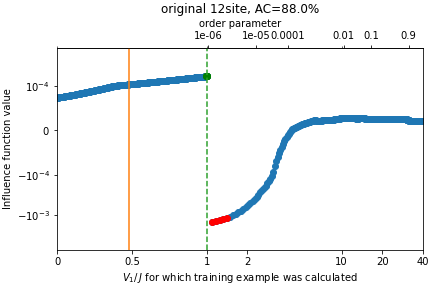 original 12site, AC=88.0%
order parameter
1e-06 1e-05 0.0001 0.01 0.1 0.9
Influence function value
10⁻⁴
0
−10⁻⁴
−10⁻³
0 0.5 1 2 10 20 40
V₁/J for which training example was calculated